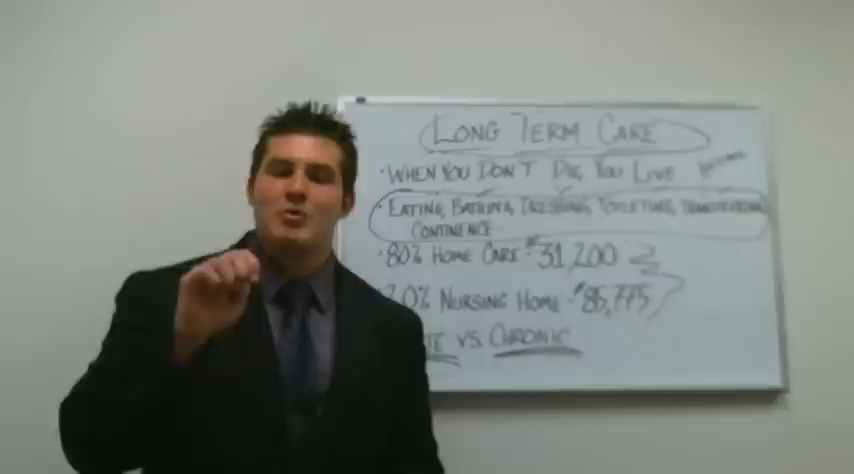 LONG TERM CARE
• WHEN YOU DON'T DIE, YOU LIVE
• EATING, BATHING, DRESSING, TOILETING, TRANSFERRING,
CONTINENCE
• 80% HOME CARE - $31,200
20% NURSING HOME - $85,775
TE VS. CHRONIC